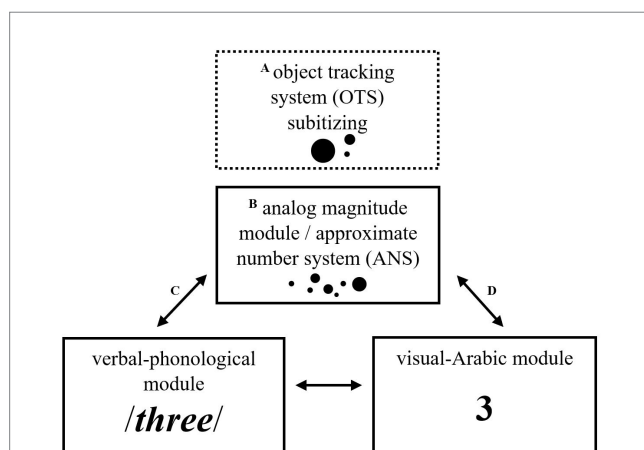 A object tracking
system (OTS)
subitizing
B analog magnitude
module / approximate
number system (ANS)
C
D
verbal-phonological
module
/three/
visual-Arabic module
3